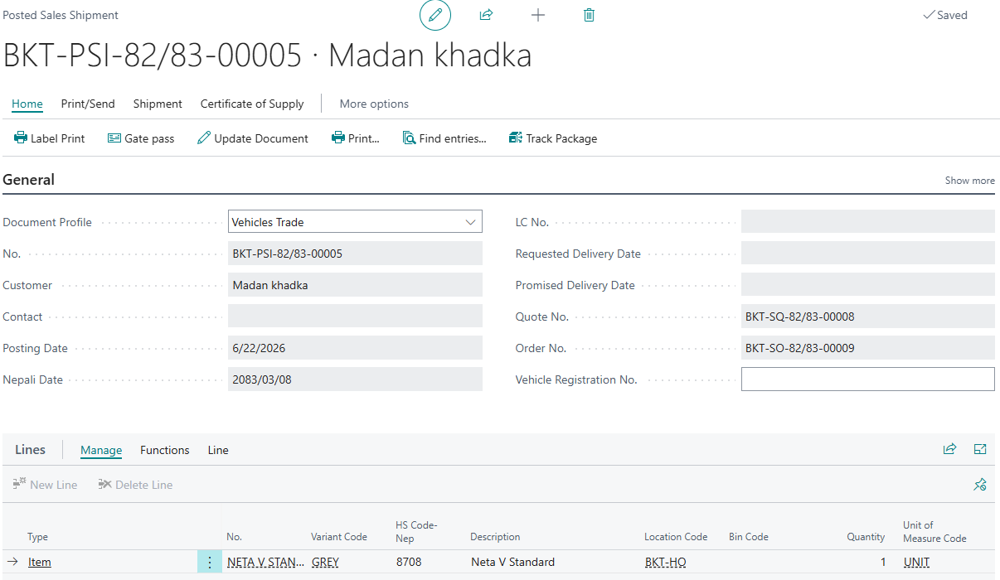 Posted Sales Shipment
Saved
BKT-PSI-82/83-00005 · Madan khadka
Home Print/Send Shipment Certificate of Supply More options
Label Print Gate pass Update Document Print... Find entries... Track Package
General Show more
Document Profile Vehicles Trade LC No.
No. BKT-PSI-82/83-00005 Requested Delivery Date
Customer Madan khadka Promised Delivery Date
Contact Quote No. BKT-SQ-82/83-00008
Posting Date 6/22/2026 Order No. BKT-SO-82/83-00009
Nepali Date 2083/03/08 Vehicle Registration No.
Lines Manage Functions Line
New Line Delete Line
Type No. Variant Code HS Code-Nep Description Location Code Bin Code Quantity Unit of Measure Code
Item NETA V STAN... GREY 8708 Neta V Standard BKT-HO 1 UNIT